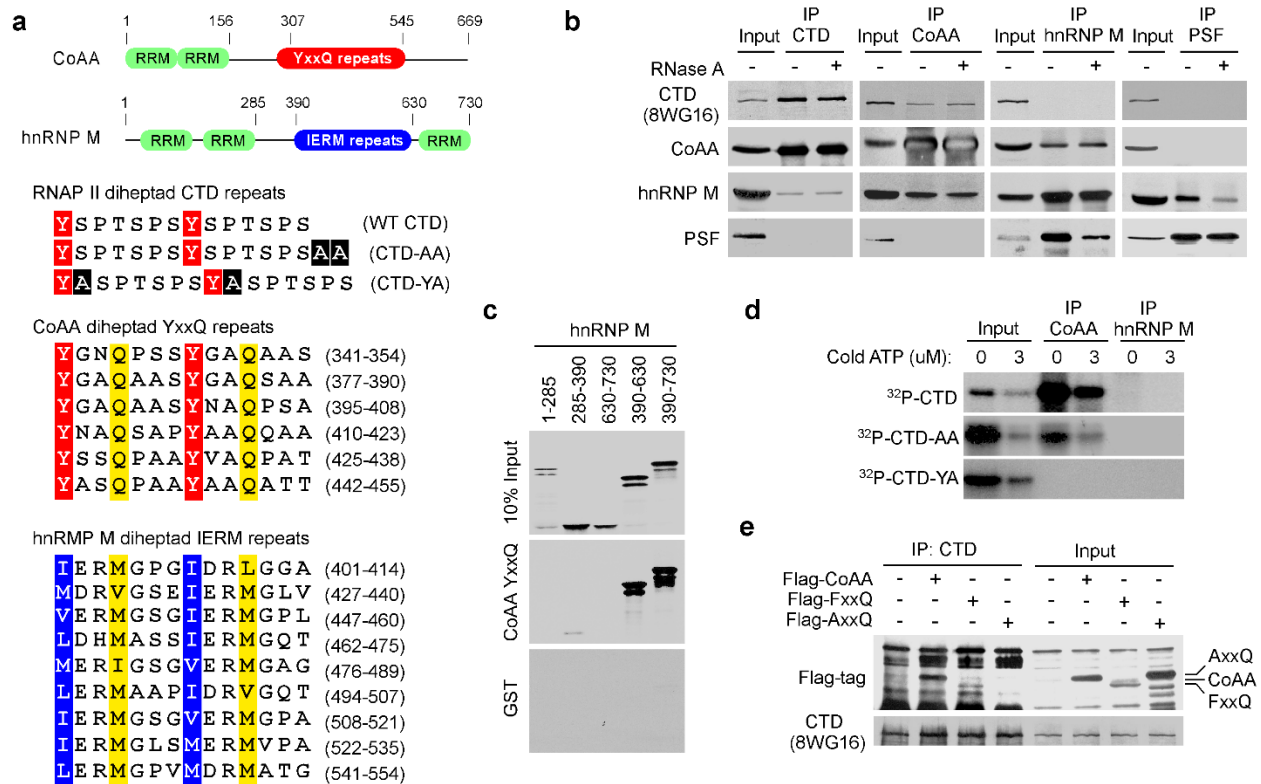 a
1 156 307 545 669
CoAA RRM RRM YxxQ repeats
1 285 390 630 730
hnRNP M RRM RRM IERM repeats RRM
RNAP II diheptad CTD repeats
YSPTSPSYSPTSPS (WT CTD)
YSPTSPSYSPTSPSAA (CTD-AA)
YASPTSPSYASPTSPS (CTD-YA)
CoAA diheptad YxxQ repeats
YGNQPSSYGAQAAS (341-354)
YGAQAASYGAQSAA (377-390)
YGAQAASYNAQPSA (395-408)
YNAQSAPYAAQQAA (410-423)
YSSQPAAYVAQPAT (425-438)
YASQPAAYAAQATT (442-455)
hnRMP M diheptad IERM repeats
IERMGPGIDRLGGA (401-414)
MDRVGSEIERMGLV (427-440)
VERMGSGIERMGPL (447-460)
LDHMASSIERMGQT (462-475)
MERIGSGVERMGAG (476-489)
LERMAAPIDRVGQT (494-507)
IERMGSGVERMGPA (508-521)
IERMGLSMERMVPA (522-535)
LERMGPVMDRMATG (541-554)
b
IP IP IP IP
Input CTD Input CoAA Input hnRNP M Input PSF
RNase A - - + - - + - - + - - +
CTD
(8WG16)
CoAA
hnRNP M
PSF
c
hnRNP M
1-285
285-390
630-730
390-630
390-730
10% Input
CoAA YxxQ
GST
d
IP IP
Input CoAA hnRNP M
Cold ATP (uM): 0 3 0 3 0 3
32P-CTD
32P-CTD-AA
32P-CTD-YA
e
IP: CTD Input
Flag-CoAA - + - - - + - -
Flag-FxxQ - - + - - - + -
Flag-AxxQ - - - + - - - +
Flag-tag
AxxQ
CoAA
FxxQ
CTD
(8WG16)